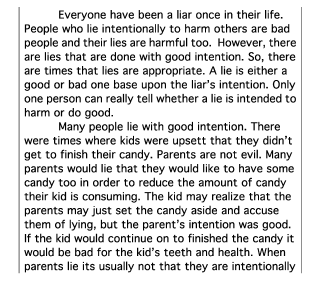 Everyone have been a liar once in their life.
People who lie intentionally to harm others are bad
people and their lies are harmful too.  However, there
are lies that are done with good intention. So, there
are times that lies are appropriate. A lie is either a
good or bad one base upon the liar's intention. Only
one person can really tell whether a lie is intended to
harm or do good.
Many people lie with good intention. There
were times where kids were upsett that they didn't
get to finish their candy. Parents are not evil. Many
parents would lie that they would like to have some
candy too in order to reduce the amount of candy
their kid is consuming. The kid may realize that the
parents may just set the candy aside and accuse
them of lying, but the parent's intention was good.
If the kid would continue on to finished the candy it
would be bad for the kid's teeth and health. When
parents lie its usually not that they are intentionally